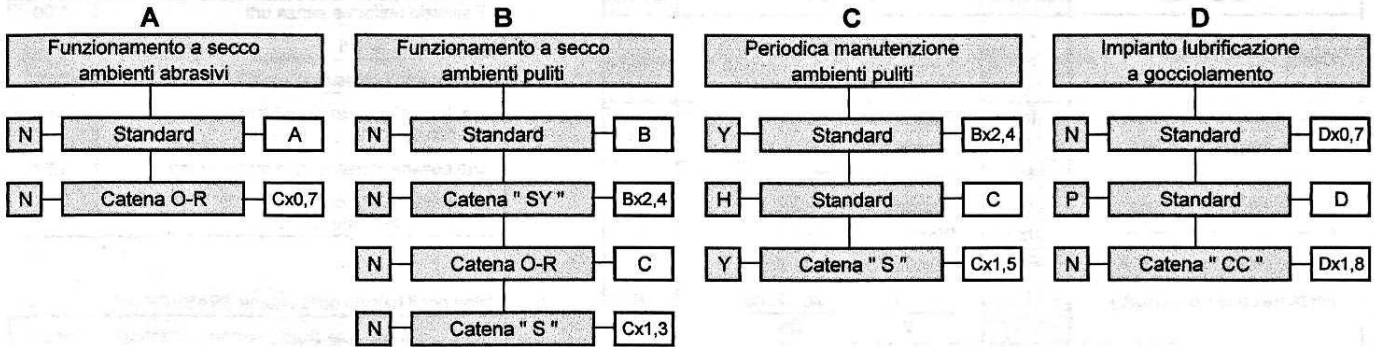 A
Funzionamento a secco
ambienti abrasivi
N Standard A
N Catena O-R Cx0,7
B
Funzionamento a secco
ambienti puliti
N Standard B
N Catena " SY " Bx2,4
N Catena O-R C
N Catena " S " Cx1,3
C
Periodica manutenzione
ambienti puliti
Y Standard Bx2,4
H Standard C
Y Catena " S " Cx1,5
D
Impianto lubrificazione
a gocciolamento
N Standard Dx0,7
P Standard D
N Catena " CC " Dx1,8